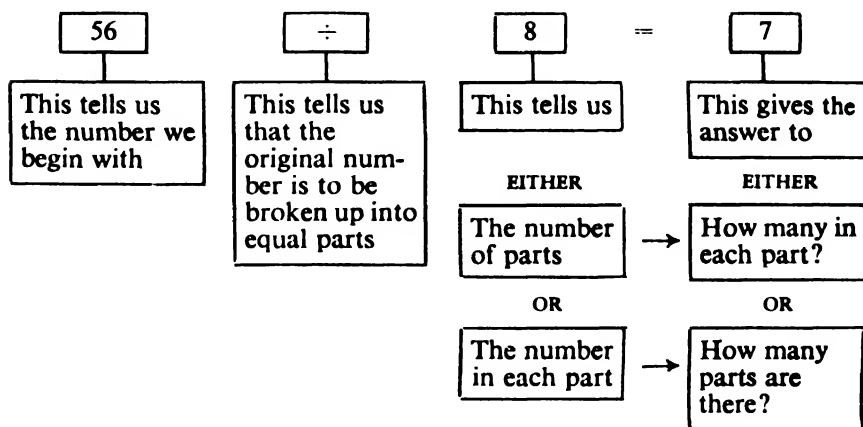 56 ÷ 8 = 7
This tells us
the number we
begin with
This tells us
that the
original num-
ber is to be
broken up into
equal parts
This tells us
This gives the
answer to
EITHER
EITHER
The number
of parts
→
How many in
each part?
OR
OR
The number
in each part
→
How many
parts are
there?